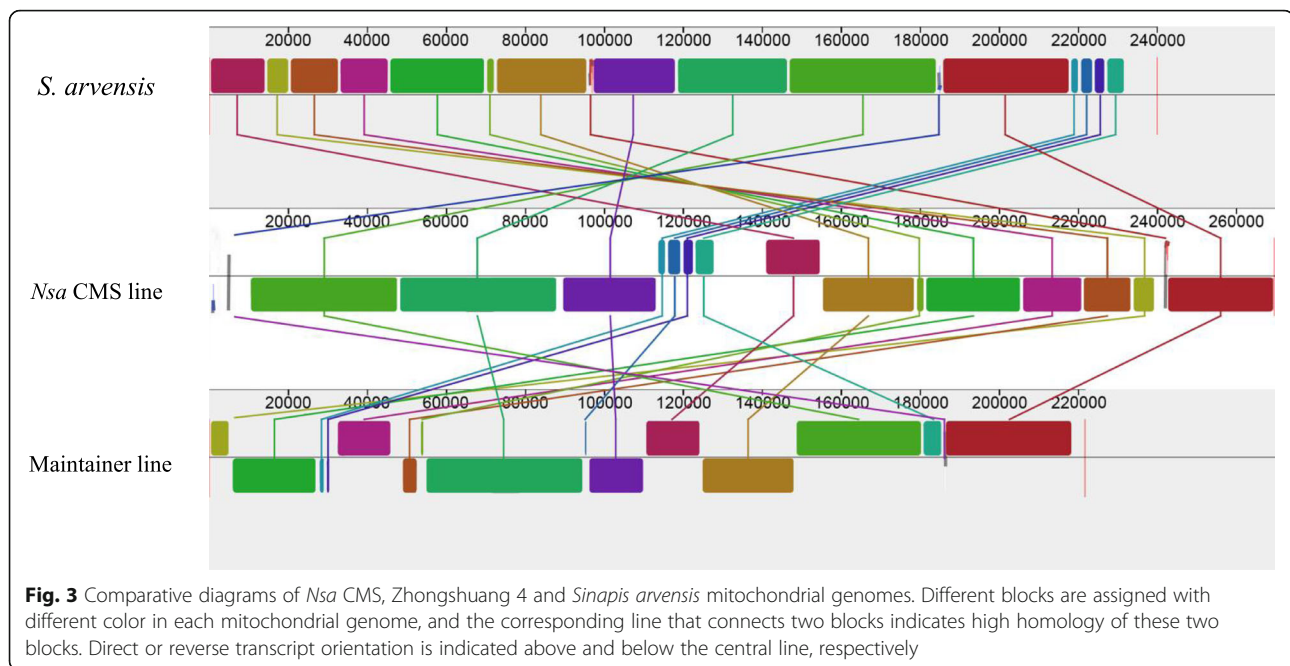 20000 40000 60000 80000 100000 120000 140000 160000 180000 200000 220000 240000
S. arvensis
20000 40000 60000 80000 100000 120000 140000 160000 180000 200000 220000 240000 260000
Nsa CMS line
20000 40000 60000 80000 100000 120000 140000 160000 180000 200000 220000
Maintainer line
Fig. 3 Comparative diagrams of Nsa CMS, Zhongshuang 4 and Sinapis arvensis mitochondrial genomes. Different blocks are assigned with
different color in each mitochondrial genome, and the corresponding line that connects two blocks indicates high homology of these two
blocks. Direct or reverse transcript orientation is indicated above and below the central line, respectively